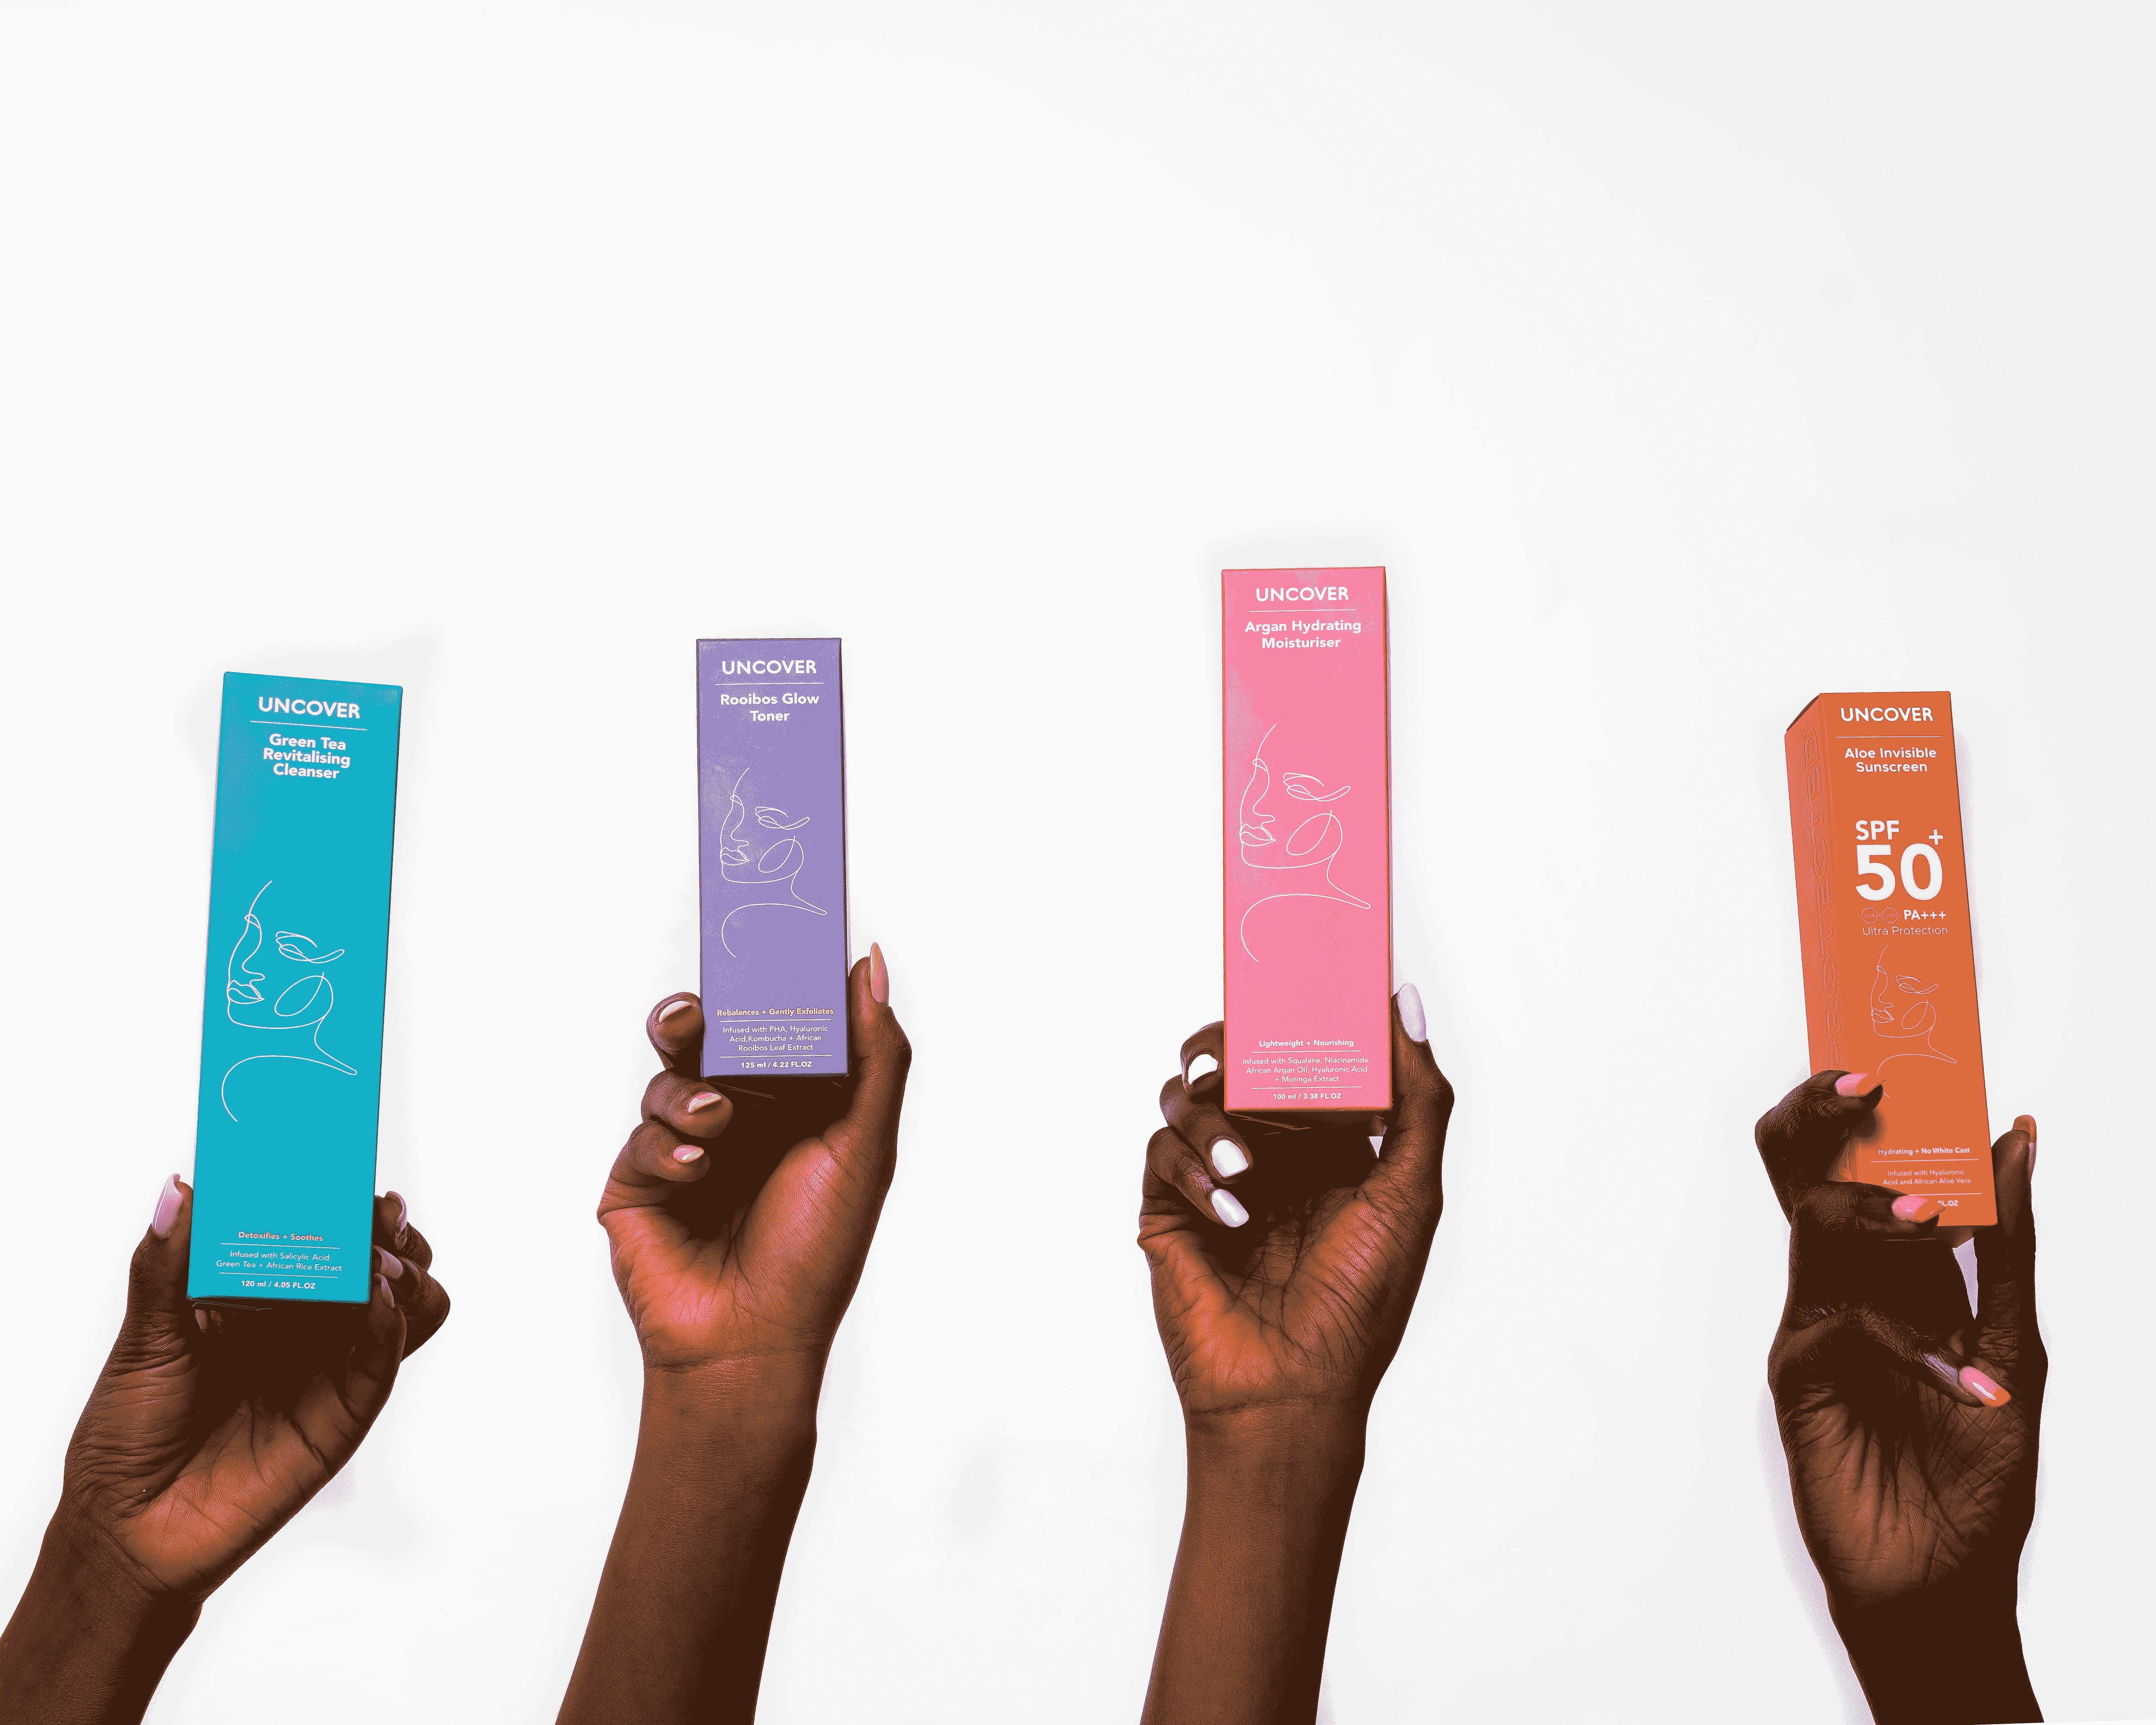 UNCOVER
Green Tea
Revitalising
Cleanser
Detoxifies + Soothes
Infused with Salicylic Acid,
Green Tea + African Rice Extract
120 ml / 4.05 FL.OZ
UNCOVER
Rooibos Glow
Toner
Rebalances + Gently Exfoliates
Infused with PHA, Hyaluronic
Acid,Kombucha + African
Rooibos Leaf Extract
125 ml / 4.22 FL.OZ
UNCOVER
Argan Hydrating
Moisturiser
Lightweight + Nourishing
Infused with Squalane, Niacinamide,
African Argan Oil, Hyaluronic Acid
+ Moringa Extract
100 ml / 3.38 FL.OZ
PROTECTED
UNCOVER
Aloe Invisible
Sunscreen
SPF
50+
PA+++
Ultra Protection
Hydrating + No White Cast
Infused with Hyaluronic
Acid and African Aloe Vera
FL.OZ